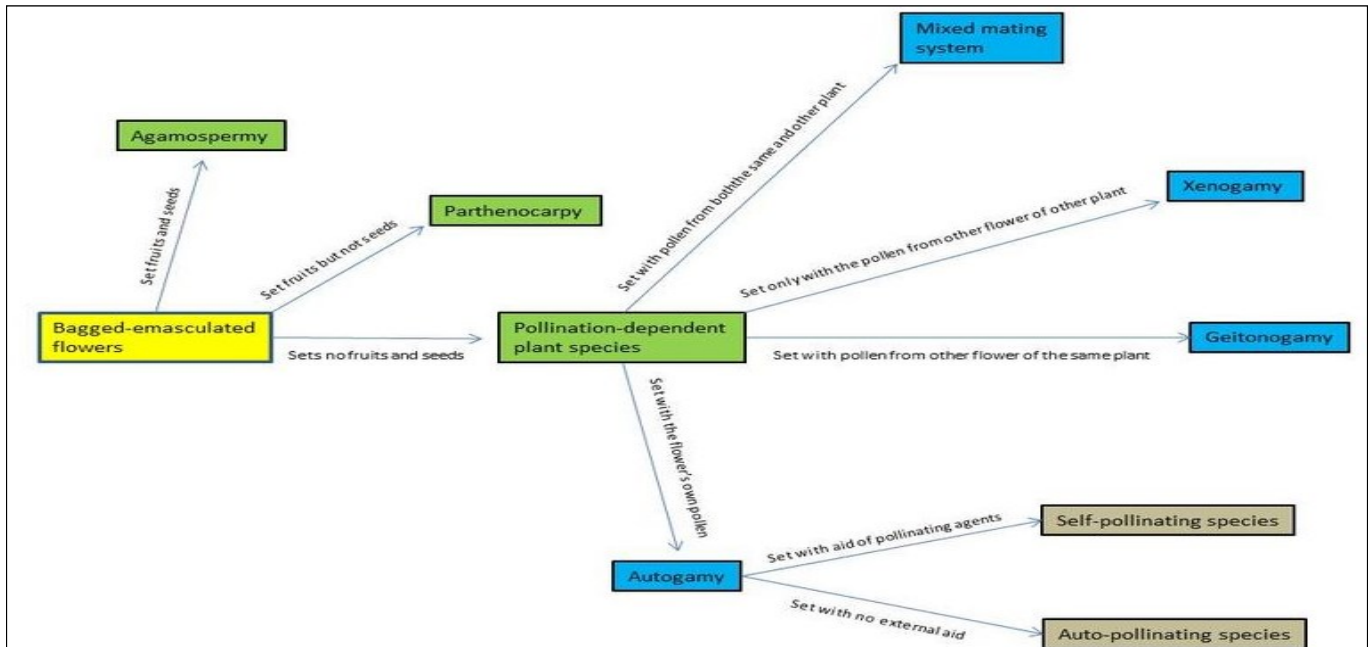 Mixed mating
system
Agamospermy
Set with pollen from boththe same and other plant
Xenogamy
Set fruits and seeds
Parthenocarpy
Set fruits but not seeds
Set only with the pollen from other flower of other plant
Bagged-emasculated
flowers
Sets no fruits and seeds
Pollination-dependent
plant species
Set with pollen from other flower of the same plant
Geitonogamy
Set with the flower's own pollen
Autogamy
Set with aid of pollinating agents
Self-pollinating species
Set with no external aid
Auto-pollinating species